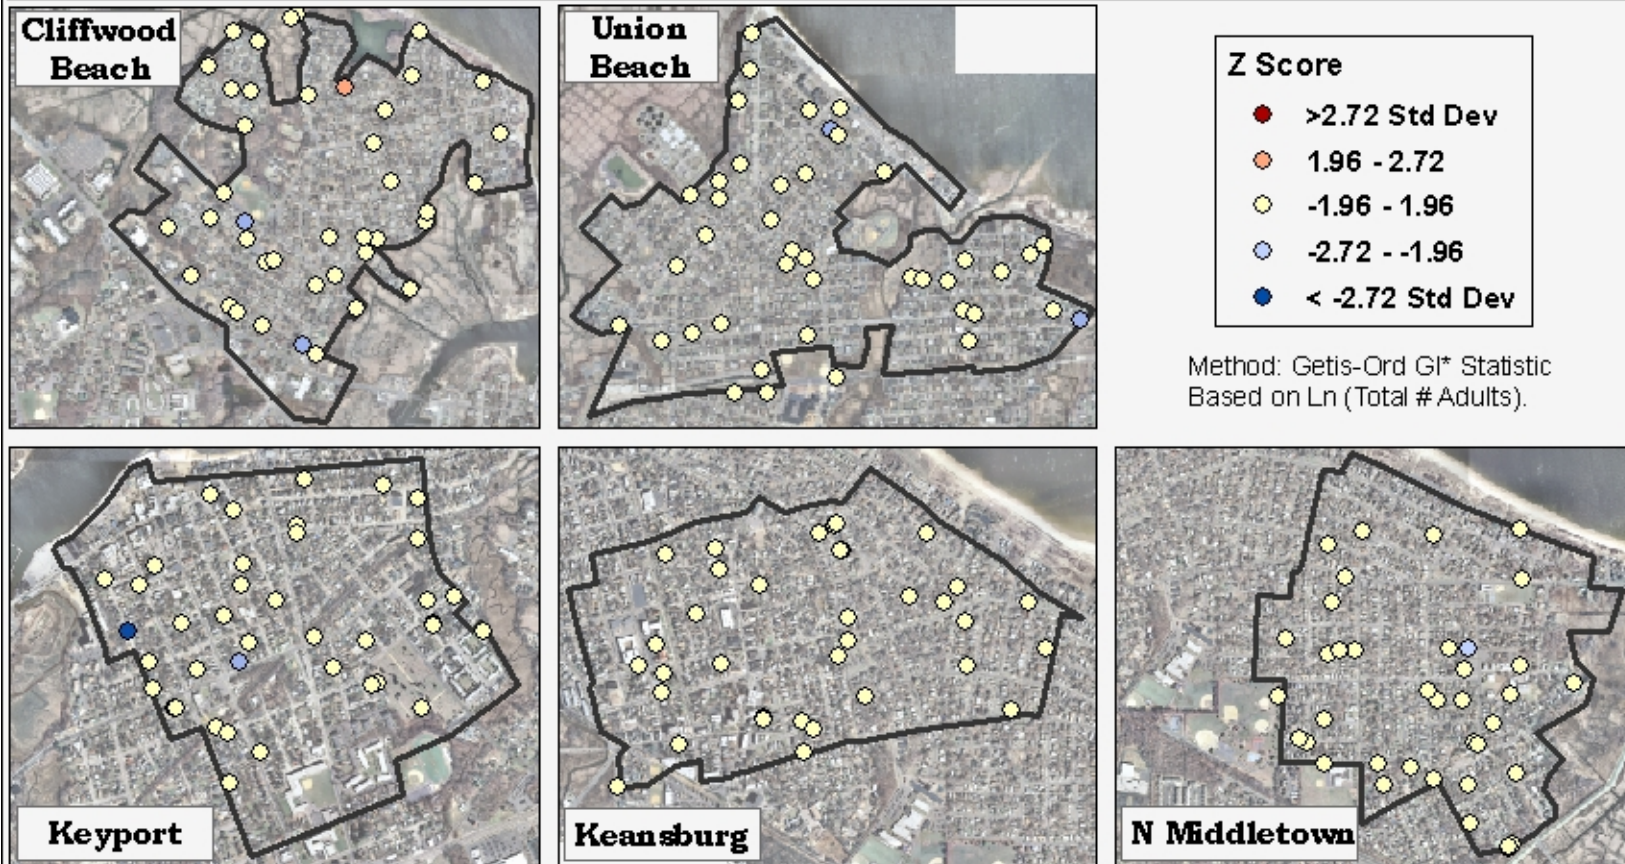 Cliffwood
Beach
Union
Beach
Z Score
>2.72 Std Dev
1.96 - 2.72
-1.96 - 1.96
-2.72 - -1.96
< -2.72 Std Dev
Method: Getis-Ord GI* Statistic
Based on Ln (Total # Adults).
Keyport
Keansburg
N Middletown